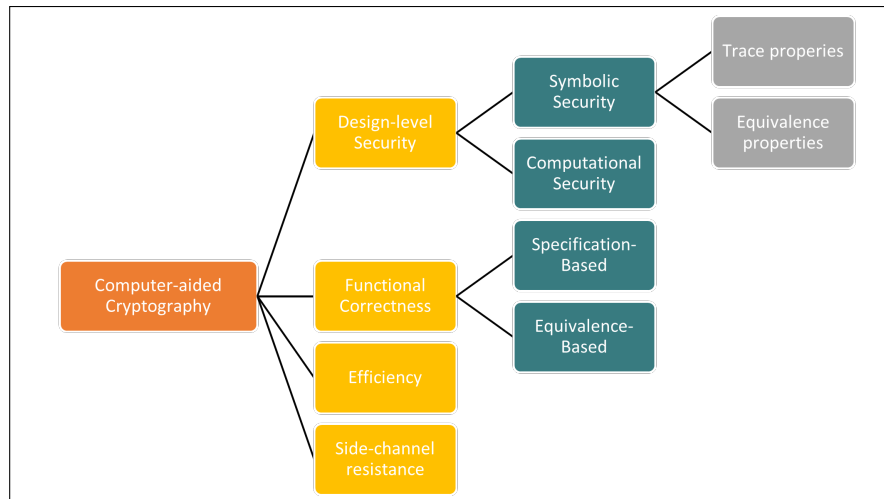 Trace properies
Symbolic
Security
Design-level
Security
Equivalence
properties
Computational
Security
Specification-
Based
Computer-aided
Cryptography
Functional
Correctness
Equivalence-
Based
Efficiency
Side-channel
resistance